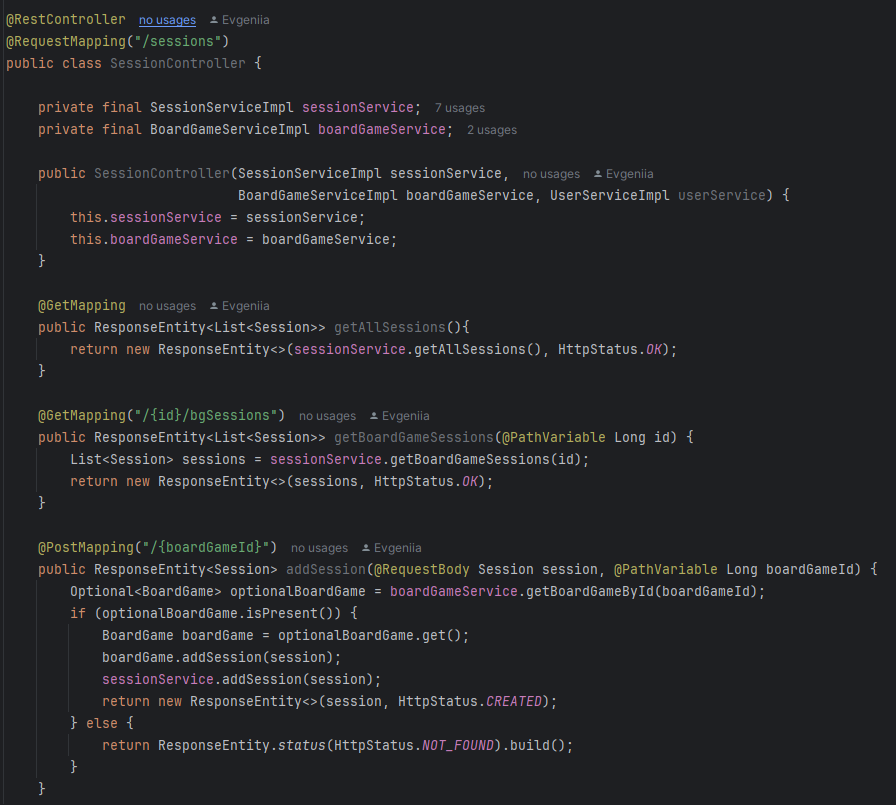 @RestController no usages Evgeniia
@RequestMapping("/sessions")
public class SessionController {
private final SessionServiceImpl sessionService; 7 usages
private final BoardGameServiceImpl boardGameService; 2 usages
public SessionController(SessionServiceImpl sessionService, no usages Evgeniia
BoardGameServiceImpl boardGameService, UserServiceImpl userService) {
this.sessionService = sessionService;
this.boardGameService = boardGameService;
}
@GetMapping no usages Evgeniia
public ResponseEntity<List<Session>> getAllSessions(){
return new ResponseEntity<>(sessionService.getAllSessions(), HttpStatus.OK);
}
@GetMapping("/{id}/bgSessions") no usages Evgeniia
public ResponseEntity<List<Session>> getBoardGameSessions(@PathVariable Long id) {
List<Session> sessions = sessionService.getBoardGameSessions(id);
return new ResponseEntity<>(sessions, HttpStatus.OK);
}
@PostMapping("/{boardGameId}") no usages Evgeniia
public ResponseEntity<Session> addSession(@RequestBody Session session, @PathVariable Long boardGameId) {
Optional<BoardGame> optionalBoardGame = boardGameService.getBoardGameById(boardGameId);
if (optionalBoardGame.isPresent()) {
BoardGame boardGame = optionalBoardGame.get();
boardGame.addSession(session);
sessionService.addSession(session);
return new ResponseEntity<>(session, HttpStatus.CREATED);
} else {
return ResponseEntity.status(HttpStatus.NOT_FOUND).build();
}
}